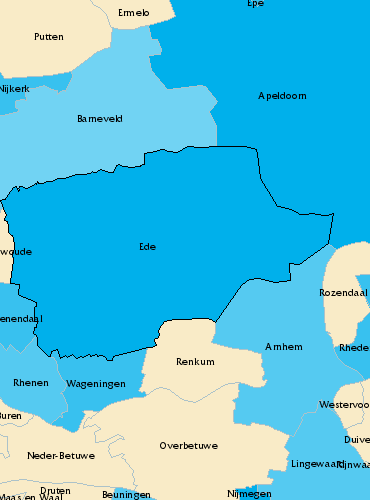 Epe
Ermelo
Putten
Nijkerk
Apeldoorn
Barneveld
Ede
woude
Rozendaal
enendaal
Arnhem
Rhede
Renkum
Rhenen
Wageningen
Westervoo
Buren
Duive
Overbetuwe
Neder-Betuwe
Lingewaard
Rijnwaa
Druten
Maas en Waal
Beuningen
Nijmegen